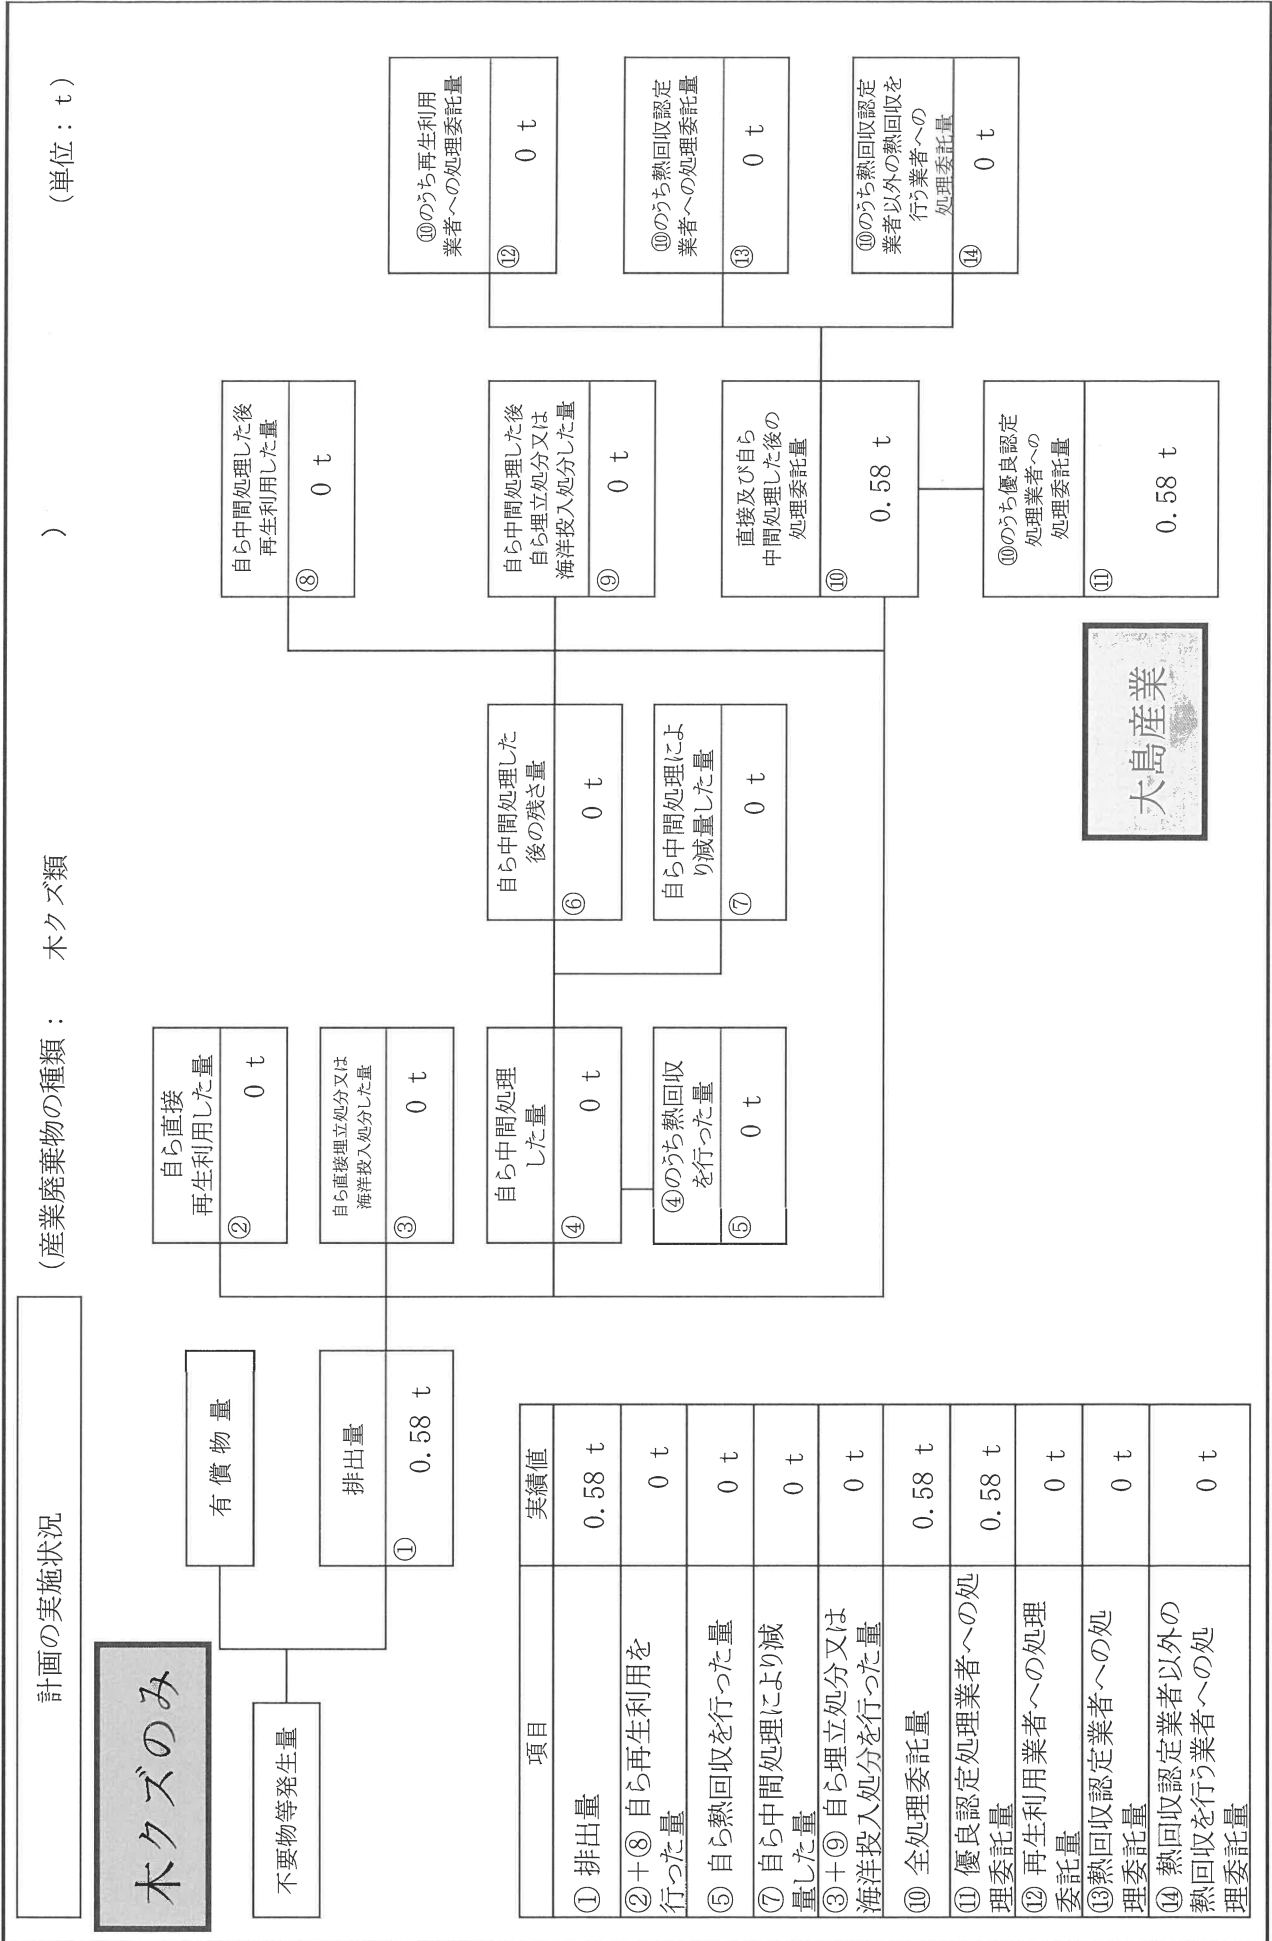 計画の実施状況
(産業廃棄物の種類： 木クズ類 )
(単位：t)
木クズのみ
不要物等発生量
有償物量
排出量
① 0.58 t
自ら直接
再生利用した量
② 0 t
自ら直接埋立処分又は
海洋投入処分した量
③ 0 t
自ら中間処理
した量
④ 0 t
④のうち熱回収
を行った量
⑤ 0 t
自ら中間処理した
後の残さ量
⑥ 0 t
自ら中間処理によ
り減量した量
⑦ 0 t
自ら中間処理した後
再生利用した量
⑧ 0 t
自ら中間処理した後
自ら埋立処分又は
海洋投入処分した量
⑨ 0 t
直接及び自ら
中間処理した後の
処理委託量
⑩ 0.58 t
⑩のうち優良認定
処理業者への
処理委託量
⑪ 0.58 t
⑩のうち再生利用
業者への処理委託量
⑫ 0 t
⑩のうち熱回収認定
業者への処理委託量
⑬ 0 t
⑩のうち熱回収認定
業者以外の熱回収を
行う業者への
処理委託量
⑭ 0 t
大島産業
項目 実績値
① 排出量 0.58 t
②＋⑧ 自ら再生利用を
行った量 0 t
⑤ 自ら熱回収を行った量 0 t
⑦ 自ら中間処理により減
量した量 0 t
③＋⑨ 自ら埋立処分又は
海洋投入処分を行った量 0 t
⑩ 全処理委託量 0.58 t
⑪ 優良認定処理業者への処
理委託量 0.58 t
⑫ 再生利用業者への処理
委託量 0 t
⑬熱回収認定業者への処
理委託量 0 t
⑭ 熱回収認定業者以外の
熱回収を行う業者への処
理委託量 0 t